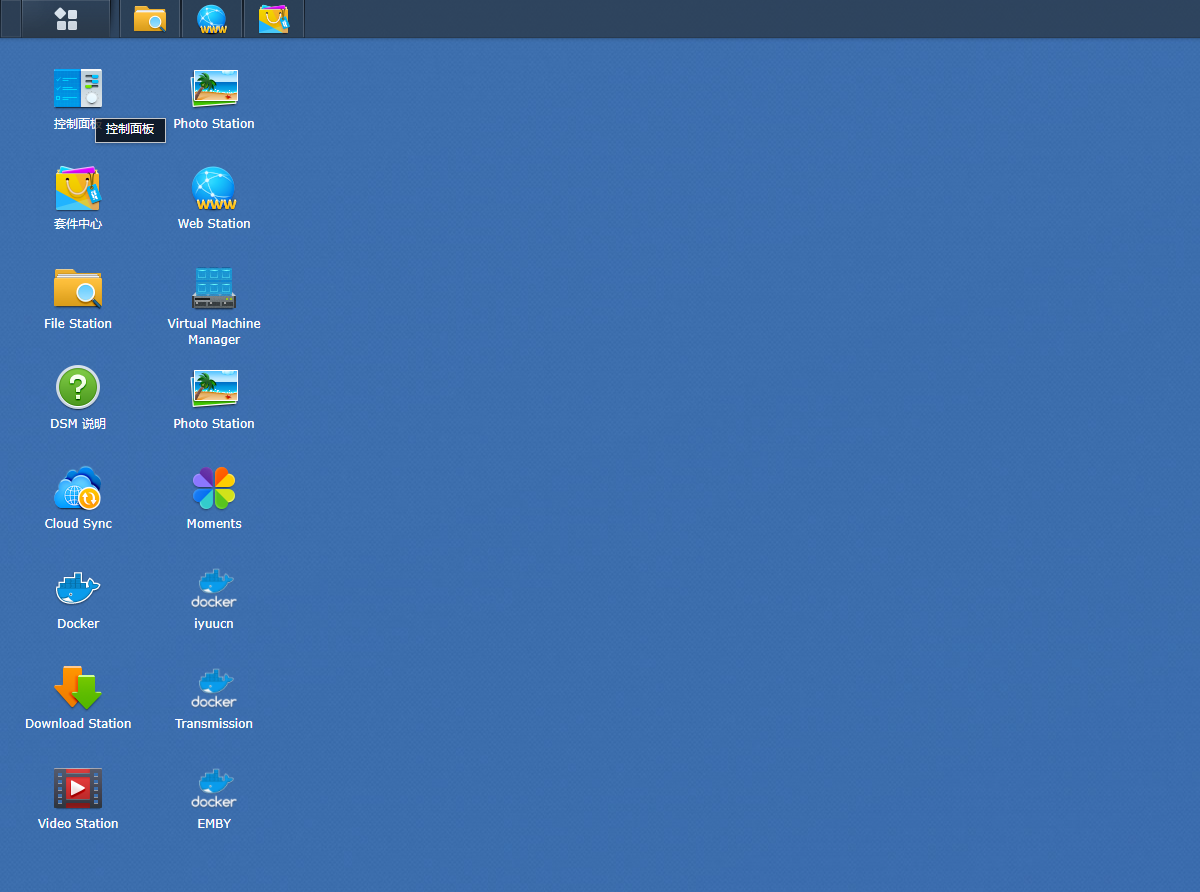 WWW
控制面板
控制面板
Photo Station
套件中心
WWW
Web Station
File Station
Virtual Machine
Manager
?
DSM 说明
Photo Station
Cloud Sync
Moments
Docker
docker
iyuucn
Download Station
docker
Transmission
Video Station
docker
EMBY